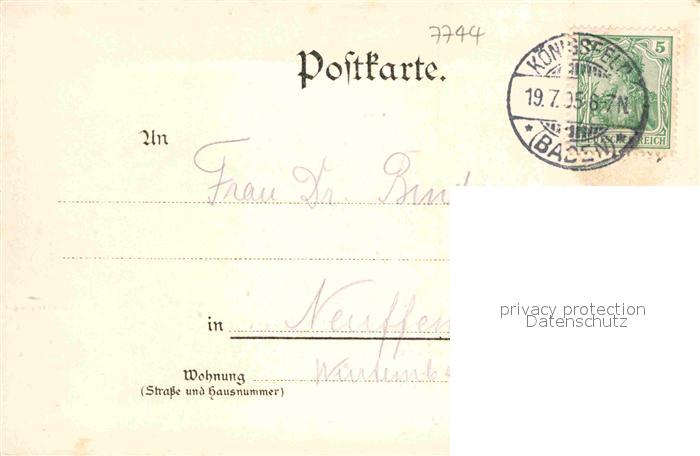 7744
Poſtkarte.
5
KÖNIGSFELD
19.7.05 6-7N
* (BADEN) *
DEUTSCHES REICH
An
Frau Dr.
privacy protection
Datenschutz
in Neuffen
Wohnung
(Straße und Hausnummer)